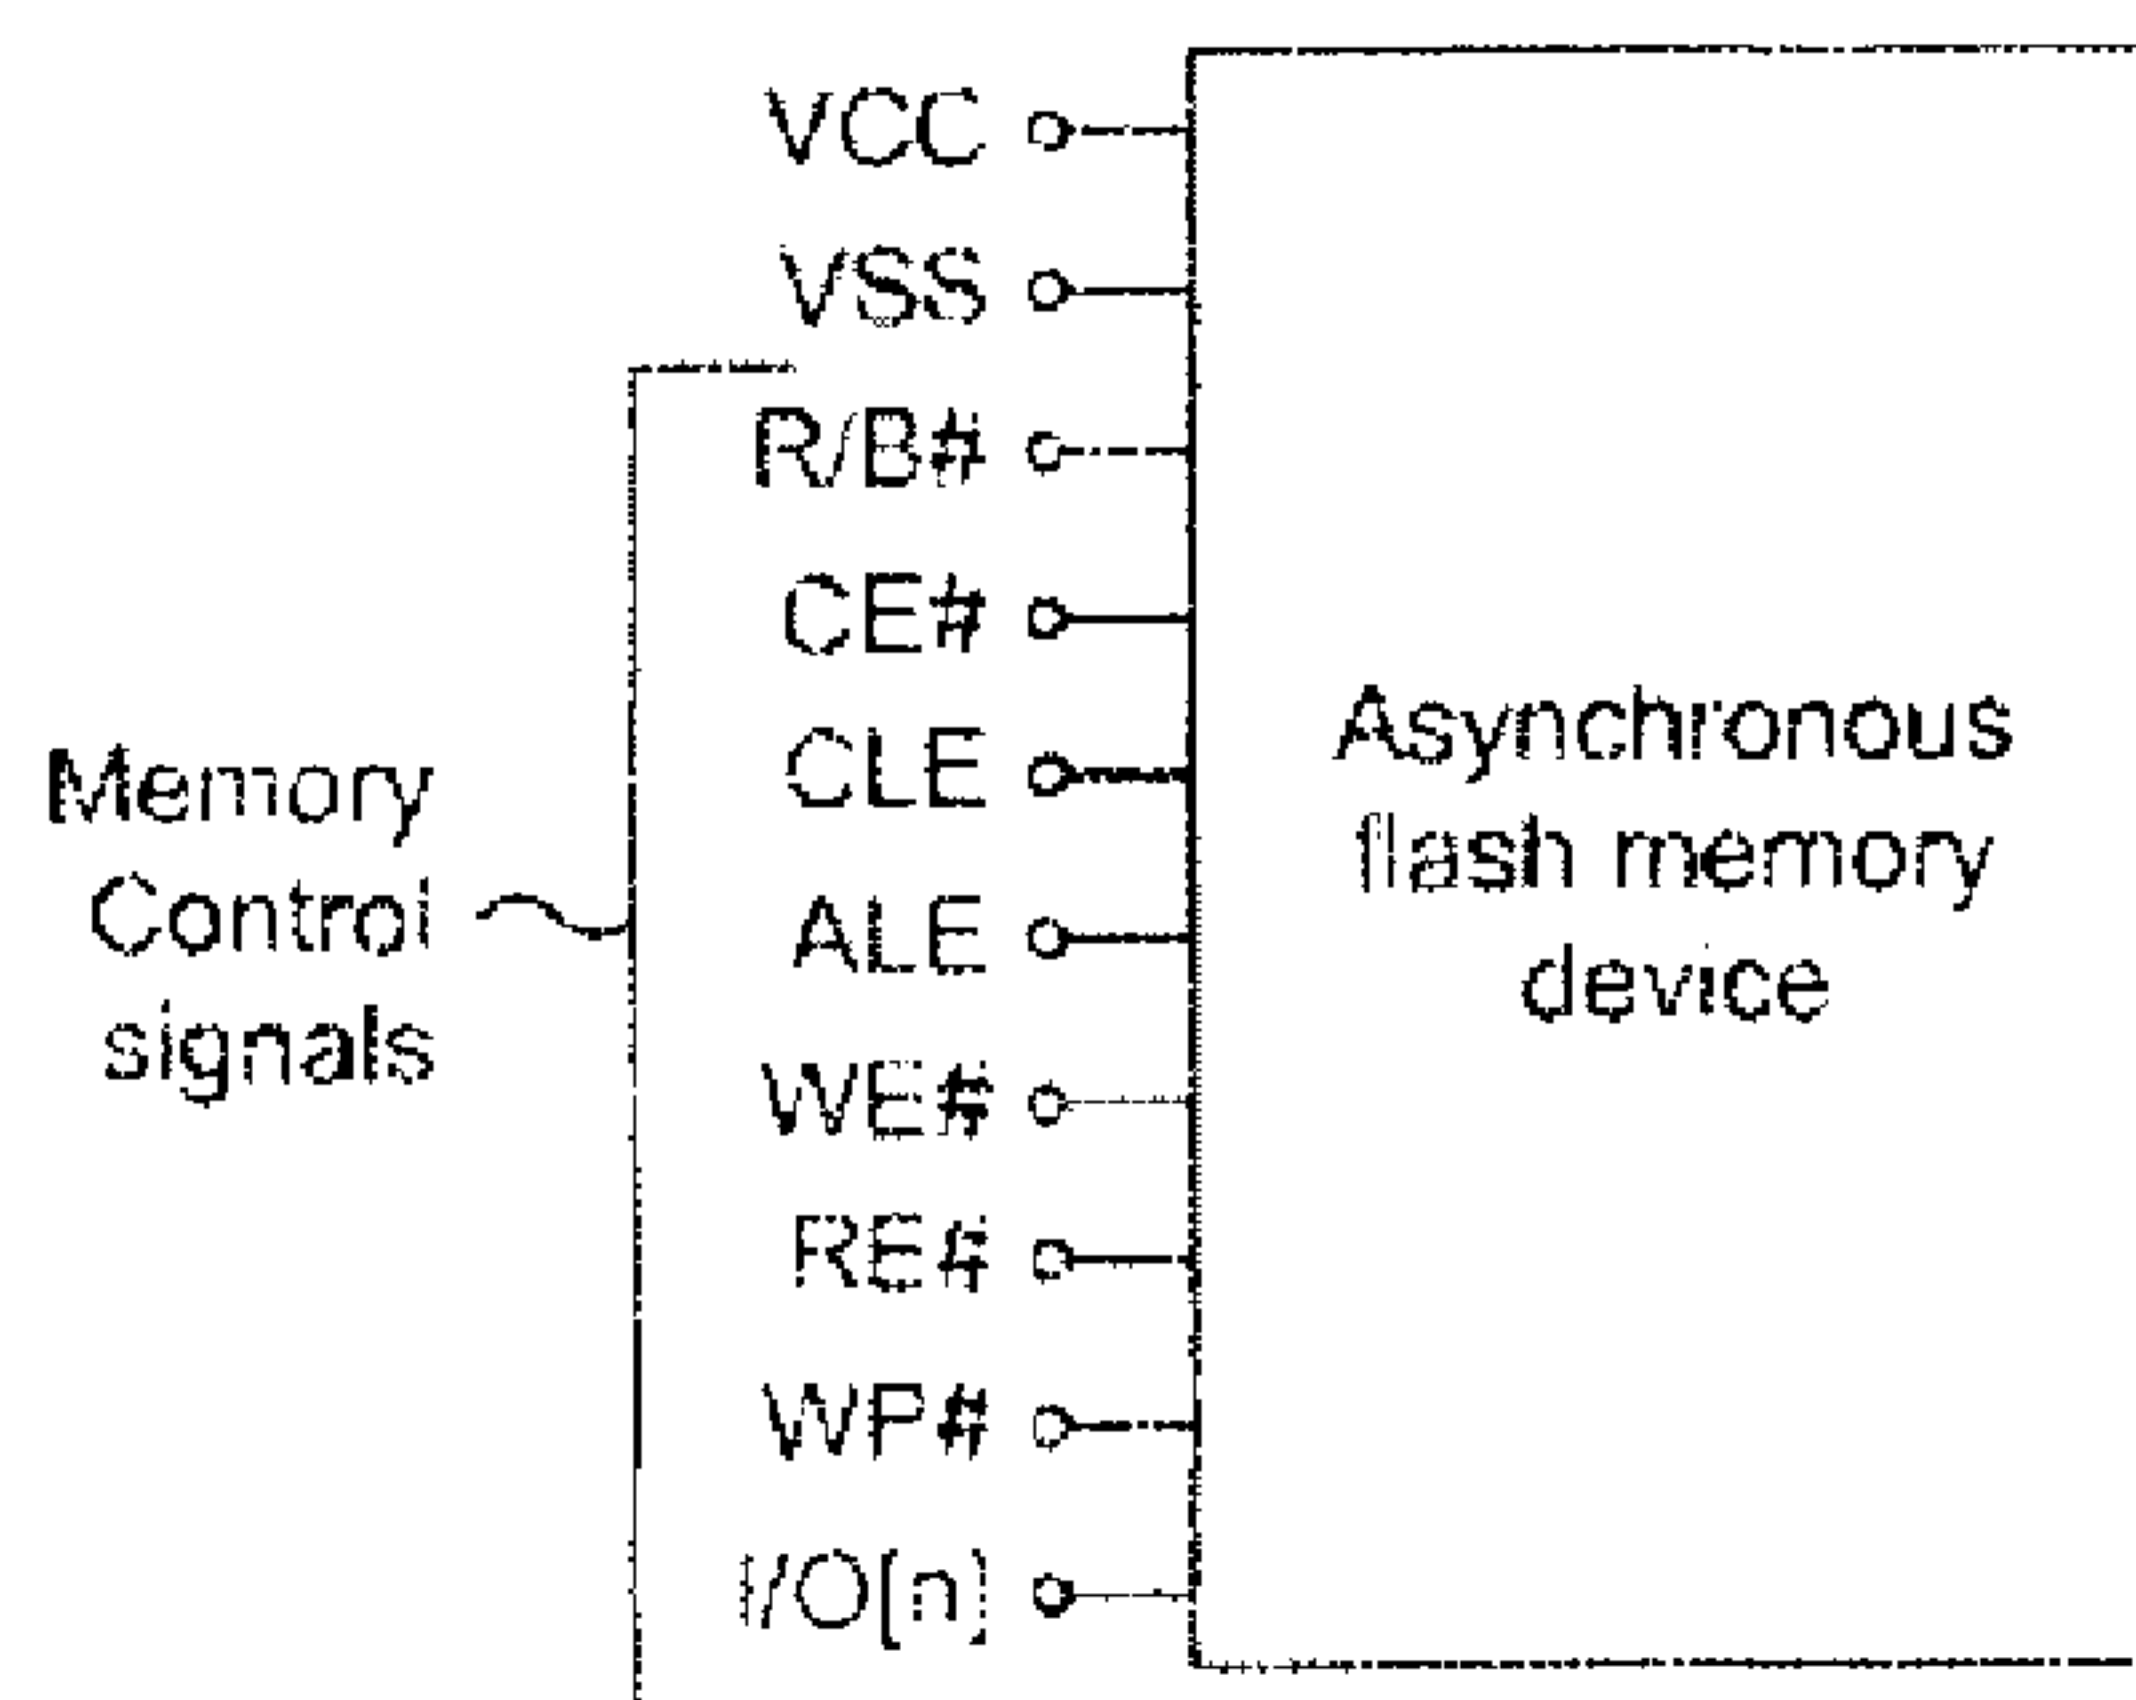 VCC
VSS
R/B#
CE#
CLE
ALE
WE#
RE#
WP#
I/O[n]
Memory
Control
signals
Asynchronous
flash memory
device